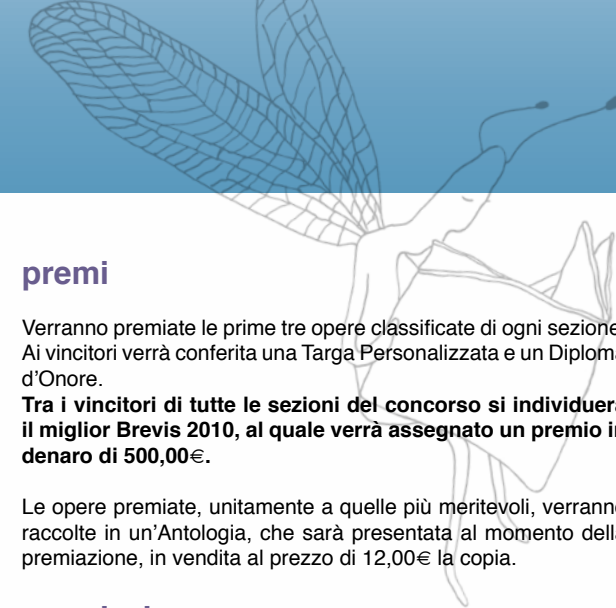 premi
Verranno premiate le prime tre opere classificate di ogni sezione
Ai vincitori verrà conferita una Targa Personalizzata e un Diploma
d'Onore.
Tra i vincitori di tutte le sezioni del concorso si individuerà
il miglior Brevis 2010, al quale verrà assegnato un premio in
denaro di 500,00€.
Le opere premiate, unitamente a quelle più meritevoli, verranno
raccolte in un'Antologia, che sarà presentata al momento della
premiazione, in vendita al prezzo di 12,00€ la copia.